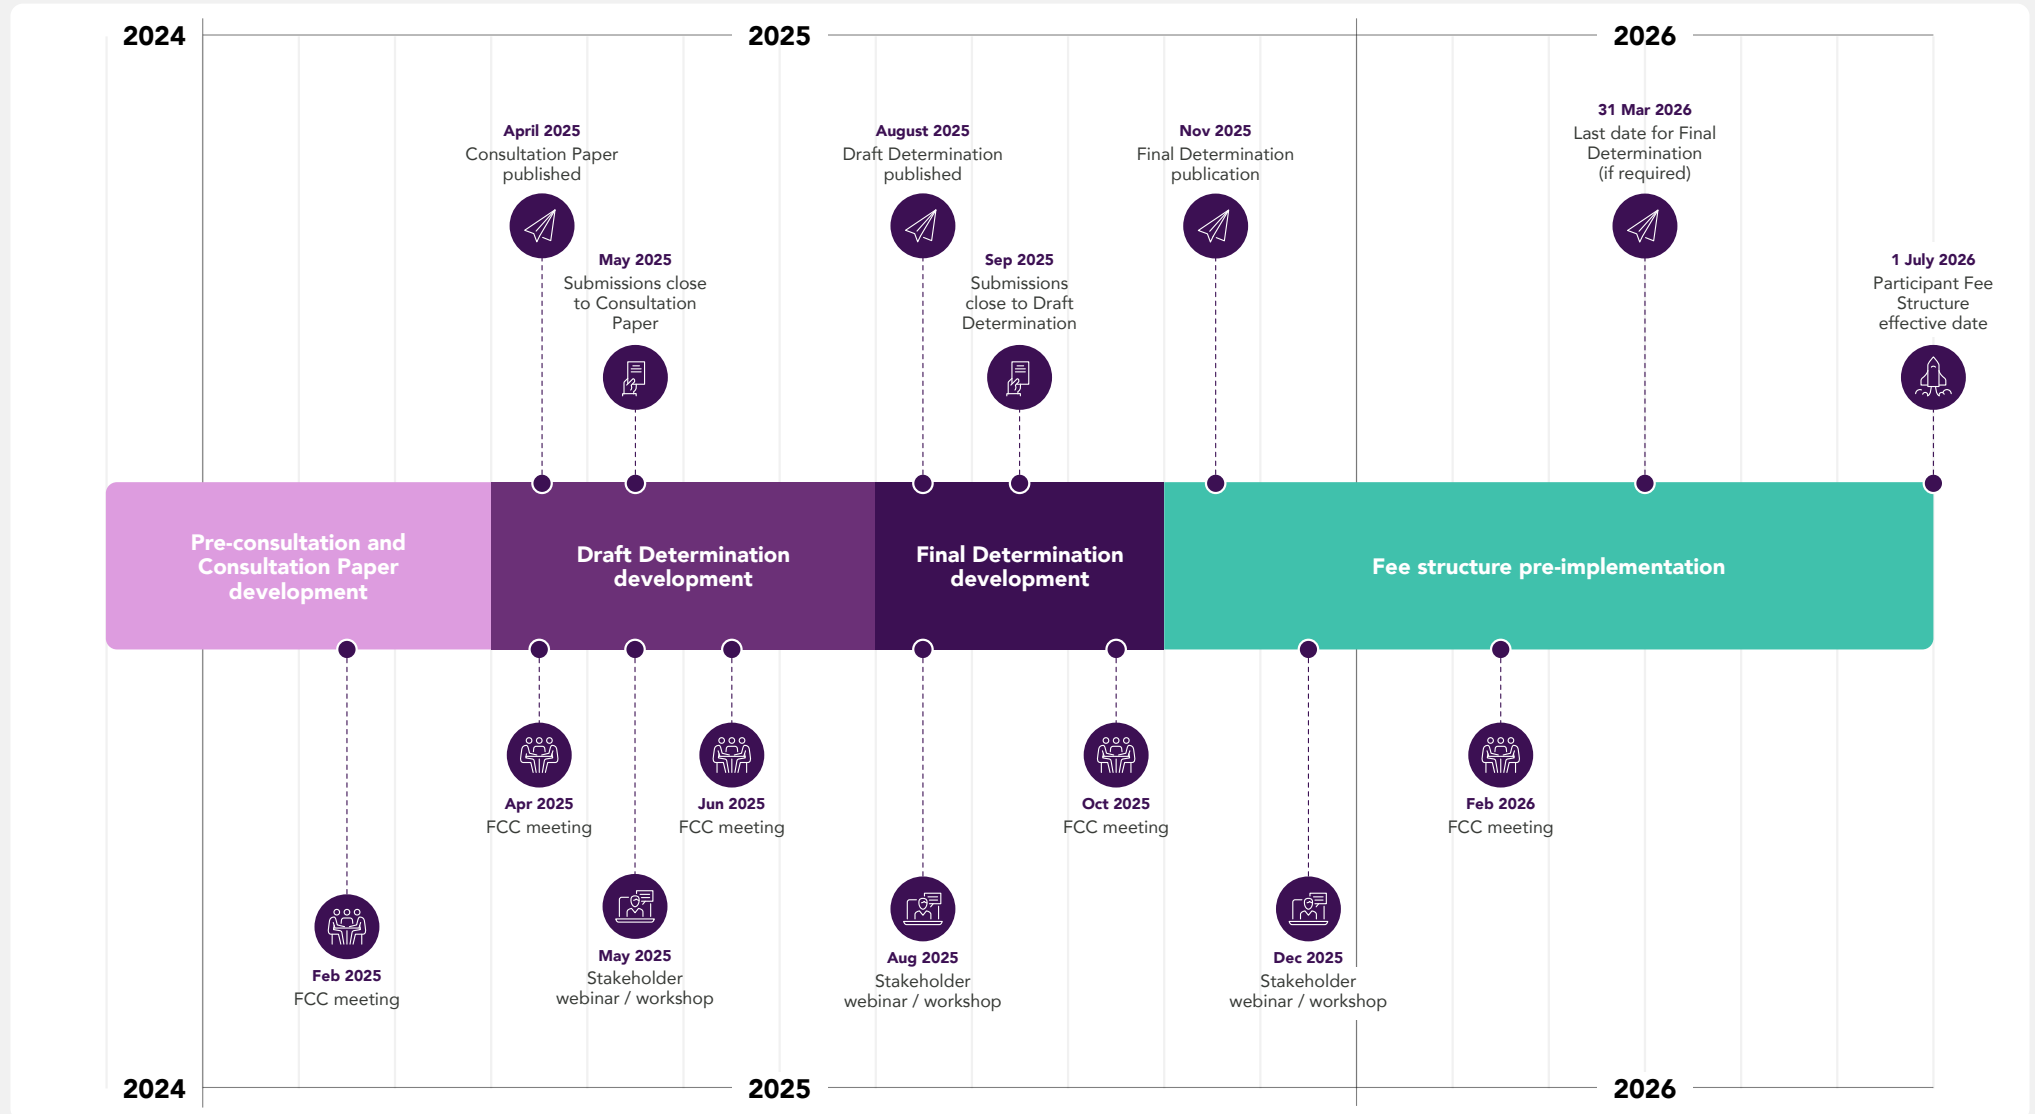 2024
2025
2026
April 2025
Consultation Paper
published
May 2025
Submissions close
to Consultation
Paper
August 2025
Draft Determination
published
Sep 2025
Submissions
close to Draft
Determination
Nov 2025
Final Determination
publication
31 Mar 2026
Last date for Final
Determination
(if required)
1 July 2026
Participant Fee
Structure
effective date
Pre-consultation and
Consultation Paper
development
Draft Determination
development
Final Determination
development
Fee structure pre-implementation
Feb 2025
FCC meeting
Apr 2025
FCC meeting
May 2025
Stakeholder
webinar / workshop
Jun 2025
FCC meeting
Aug 2025
Stakeholder
webinar / workshop
Oct 2025
FCC meeting
Dec 2025
Stakeholder
webinar / workshop
Feb 2026
FCC meeting
2024
2025
2026